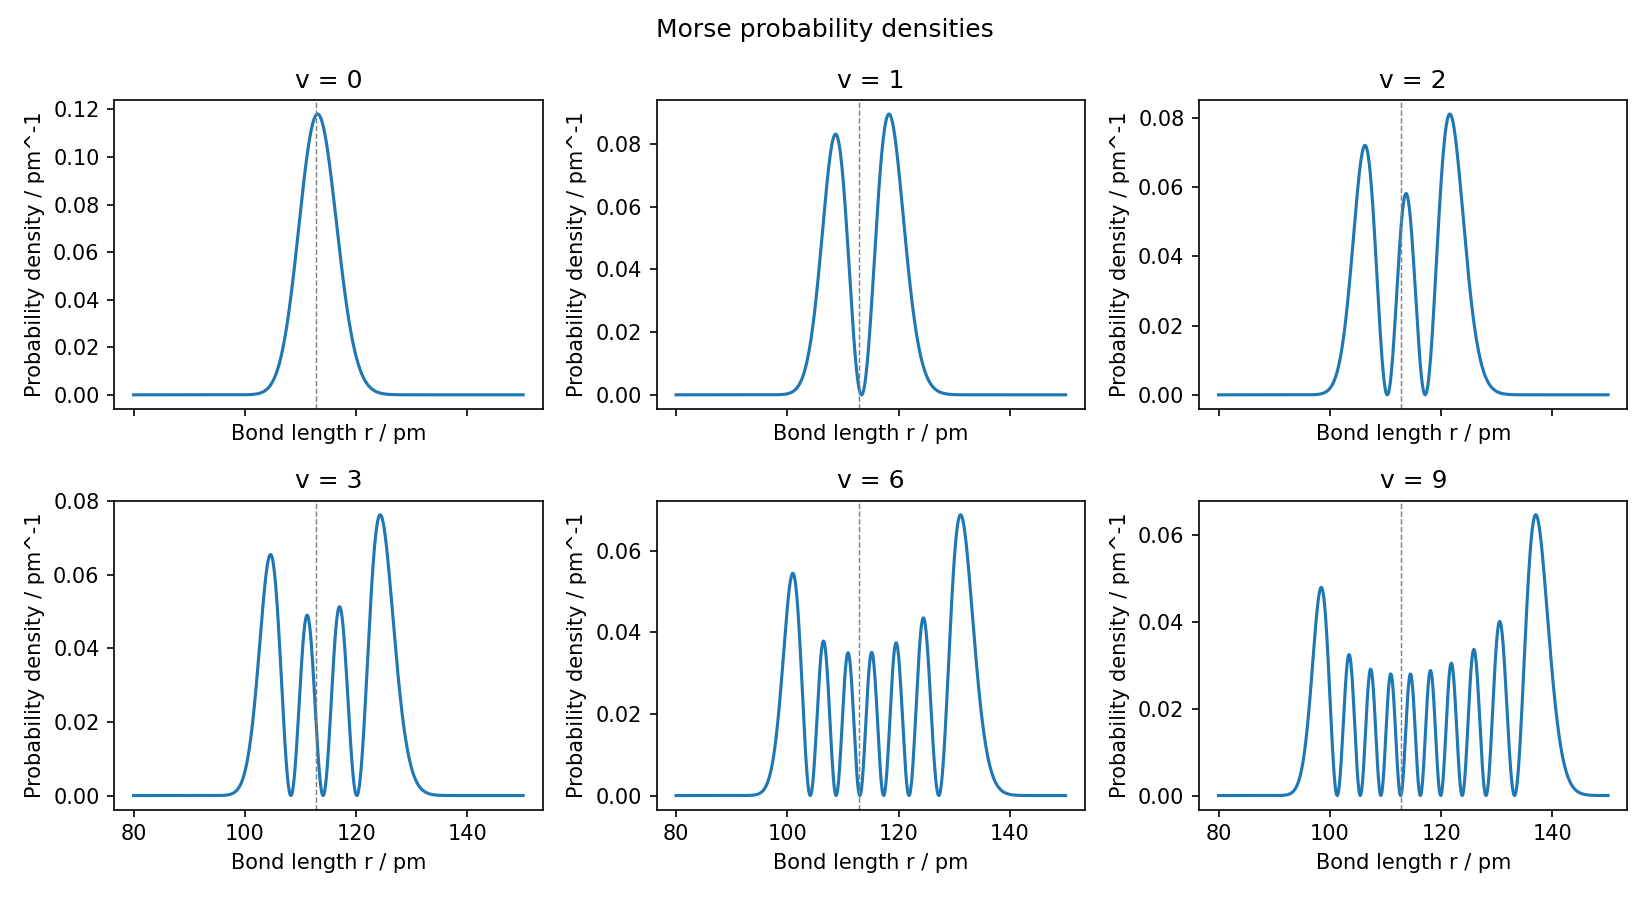 Morse probability densities
v = 0
v = 1
v = 2
Probability density / pm^-1
0.12
0.10
0.08
0.06
0.04
0.02
0.00
Bond length r / pm
Probability density / pm^-1
0.08
0.06
0.04
0.02
0.00
Bond length r / pm
Probability density / pm^-1
0.08
0.06
0.04
0.02
0.00
Bond length r / pm
v = 3
v = 6
v = 9
Probability density / pm^-1
0.08
0.06
0.04
0.02
0.00
80 100 120 140
Bond length r / pm
Probability density / pm^-1
0.06
0.04
0.02
0.00
80 100 120 140
Bond length r / pm
Probability density / pm^-1
0.06
0.04
0.02
0.00
80 100 120 140
Bond length r / pm